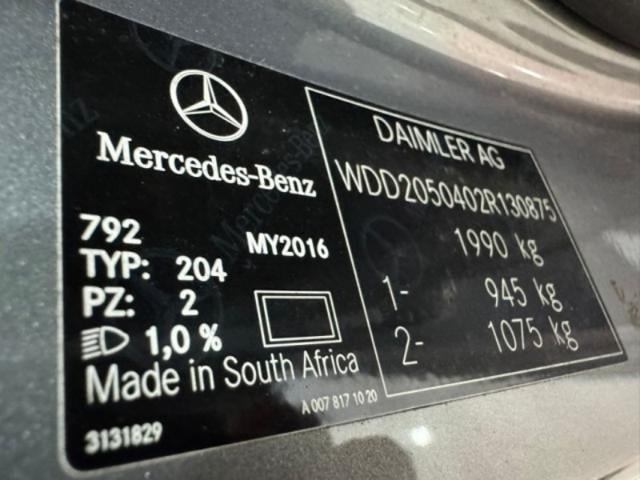 Mercedes-Benz
792 MY2016
TYP: 204
PZ: 2
1,0 %
Made in South Africa
3131829
A 007 817 10 20
DAIMLER AG
WDD2050402R130875
1990 kg
1- 945 kg
2- 1075 kg